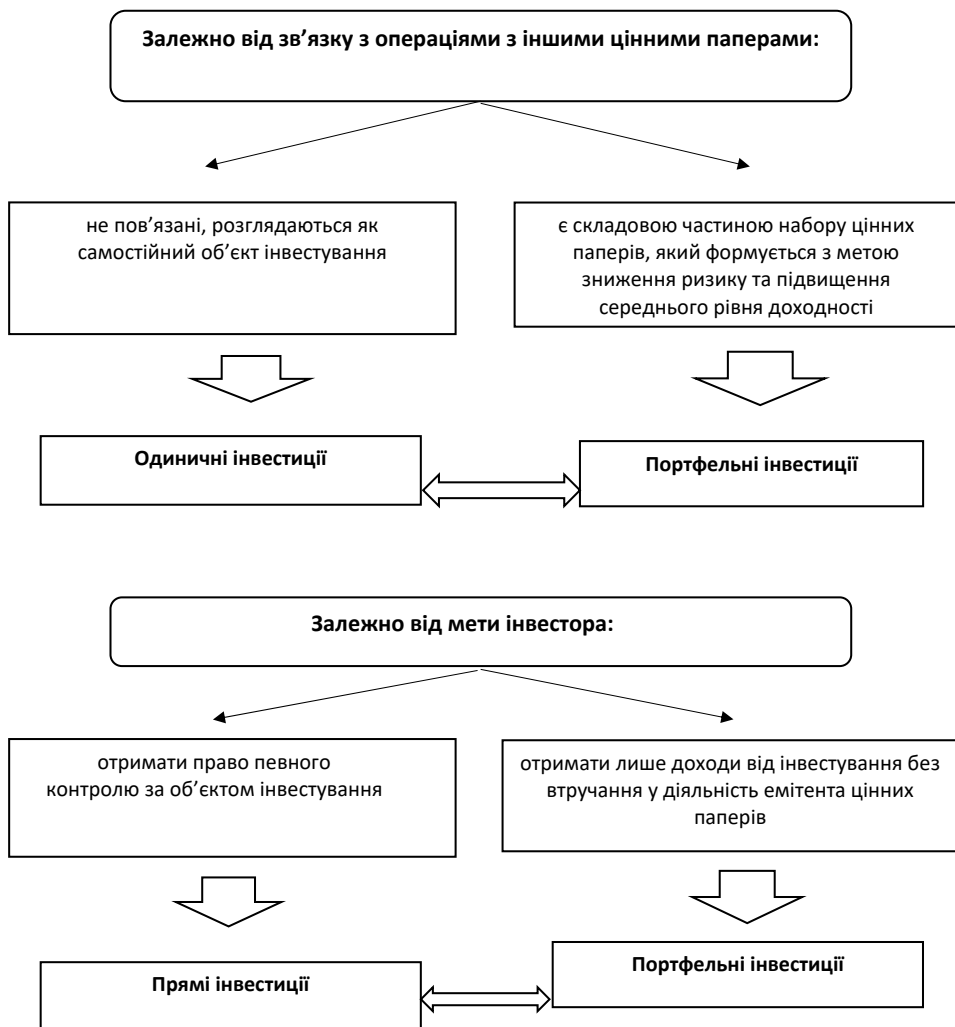 Залежно від зв’язку з операціями з іншими цінними паперами:
не пов’язані, розглядаються як
самостійний об’єкт інвестування
є складовою частиною набору цінних
паперів, який формується з метою
зниження ризику та підвищення
середнього рівня доходності
Одиничні інвестиції
Портфельні інвестиції
Залежно від мети інвестора:
отримати право певного
контролю за об’єктом інвестування
отримати лише доходи від інвестування без
втручання у діяльність емітента цінних
паперів
Прямі інвестиції
Портфельні інвестиції